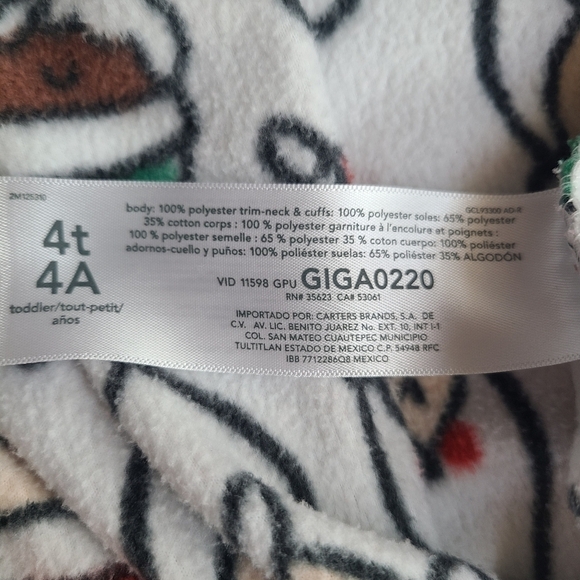 2M125310
GCL93300 AD-R
4t
4A
toddler/tout-petit/
años
body: 100% polyester trim-neck & cuffs: 100% polyester soles: 65% polyester
35% cotton corps : 100 % polyester garniture à l'encolure et poignets :
100 % polyester semelle : 65 % polyester 35 % coton cuerpo: 100% poliéster
adornos-cuello y puños: 100% poliéster suelas: 65% poliéster 35% ALGODÓN
VID 11598 GPU GIGA0220
RN# 35623 CA# 53061
IMPORTADO POR: CARTERS BRANDS, S.A. DE
C.V. AV. LIC. BENITO JUAREZ No. EXT. 10, INT 1-1
COL. SAN MATEO CUAUTEPEC MUNICIPIO
TULTITLAN ESTADO DE MEXICO C.P. 54948 RFC
IBB 7712286Q8 MEXICO